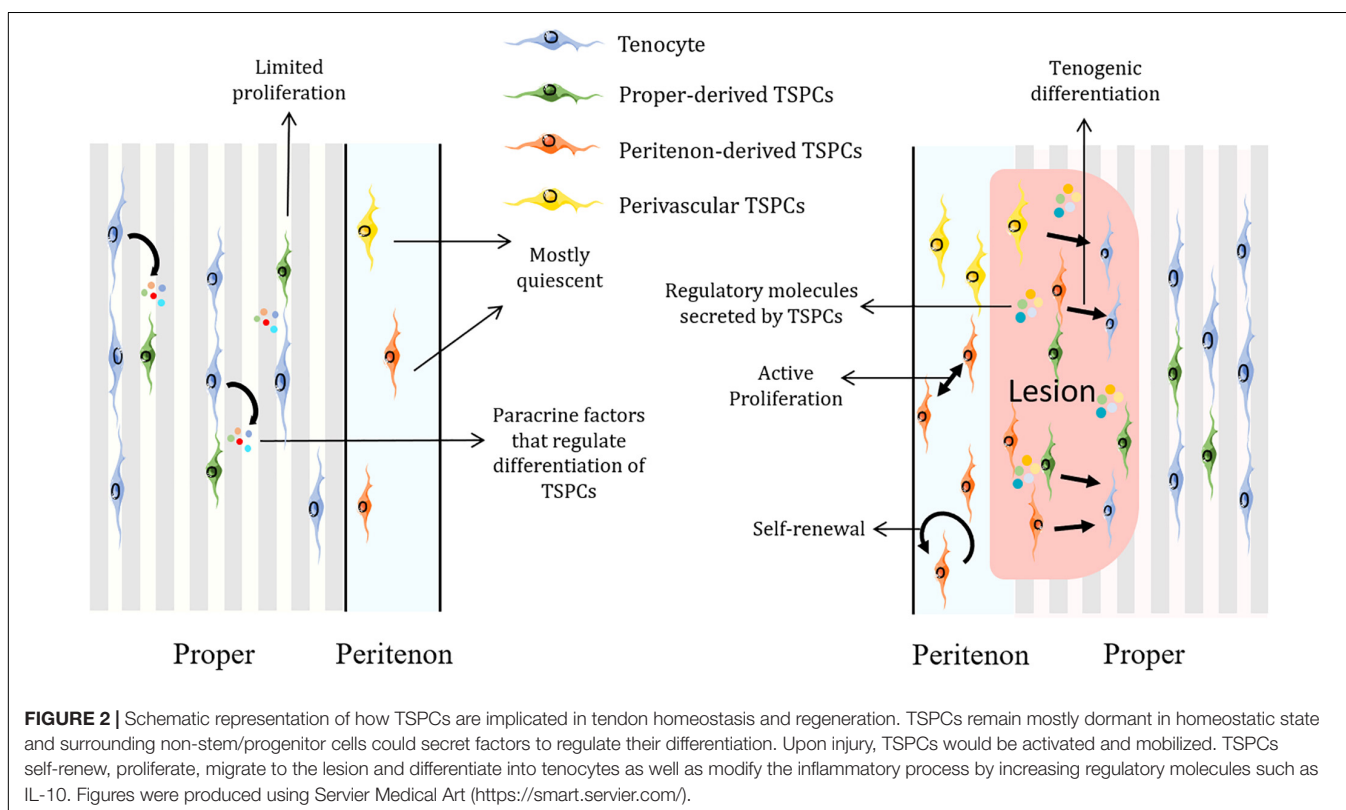 Tenocyte
Proper-derived TSPCs
Peritenon-derived TSPCs
Perivascular TSPCs
Limited
proliferation
Mostly
quiescent
Paracrine factors
that regulate
differentiation of
TSPCs
Proper
Peritenon
Tenogenic
differentiation
Regulatory molecules
secreted by TSPCs
Active
Proliferation
Lesion
Self-renewal
Peritenon
Proper
FIGURE 2 | Schematic representation of how TSPCs are implicated in tendon homeostasis and regeneration. TSPCs remain mostly dormant in homeostatic state
and surrounding non-stem/progenitor cells could secret factors to regulate their differentiation. Upon injury, TSPCs would be activated and mobilized. TSPCs
self-renew, proliferate, migrate to the lesion and differentiate into tenocytes as well as modify the inflammatory process by increasing regulatory molecules such as
IL-10. Figures were produced using Servier Medical Art (https://smart.servier.com/).